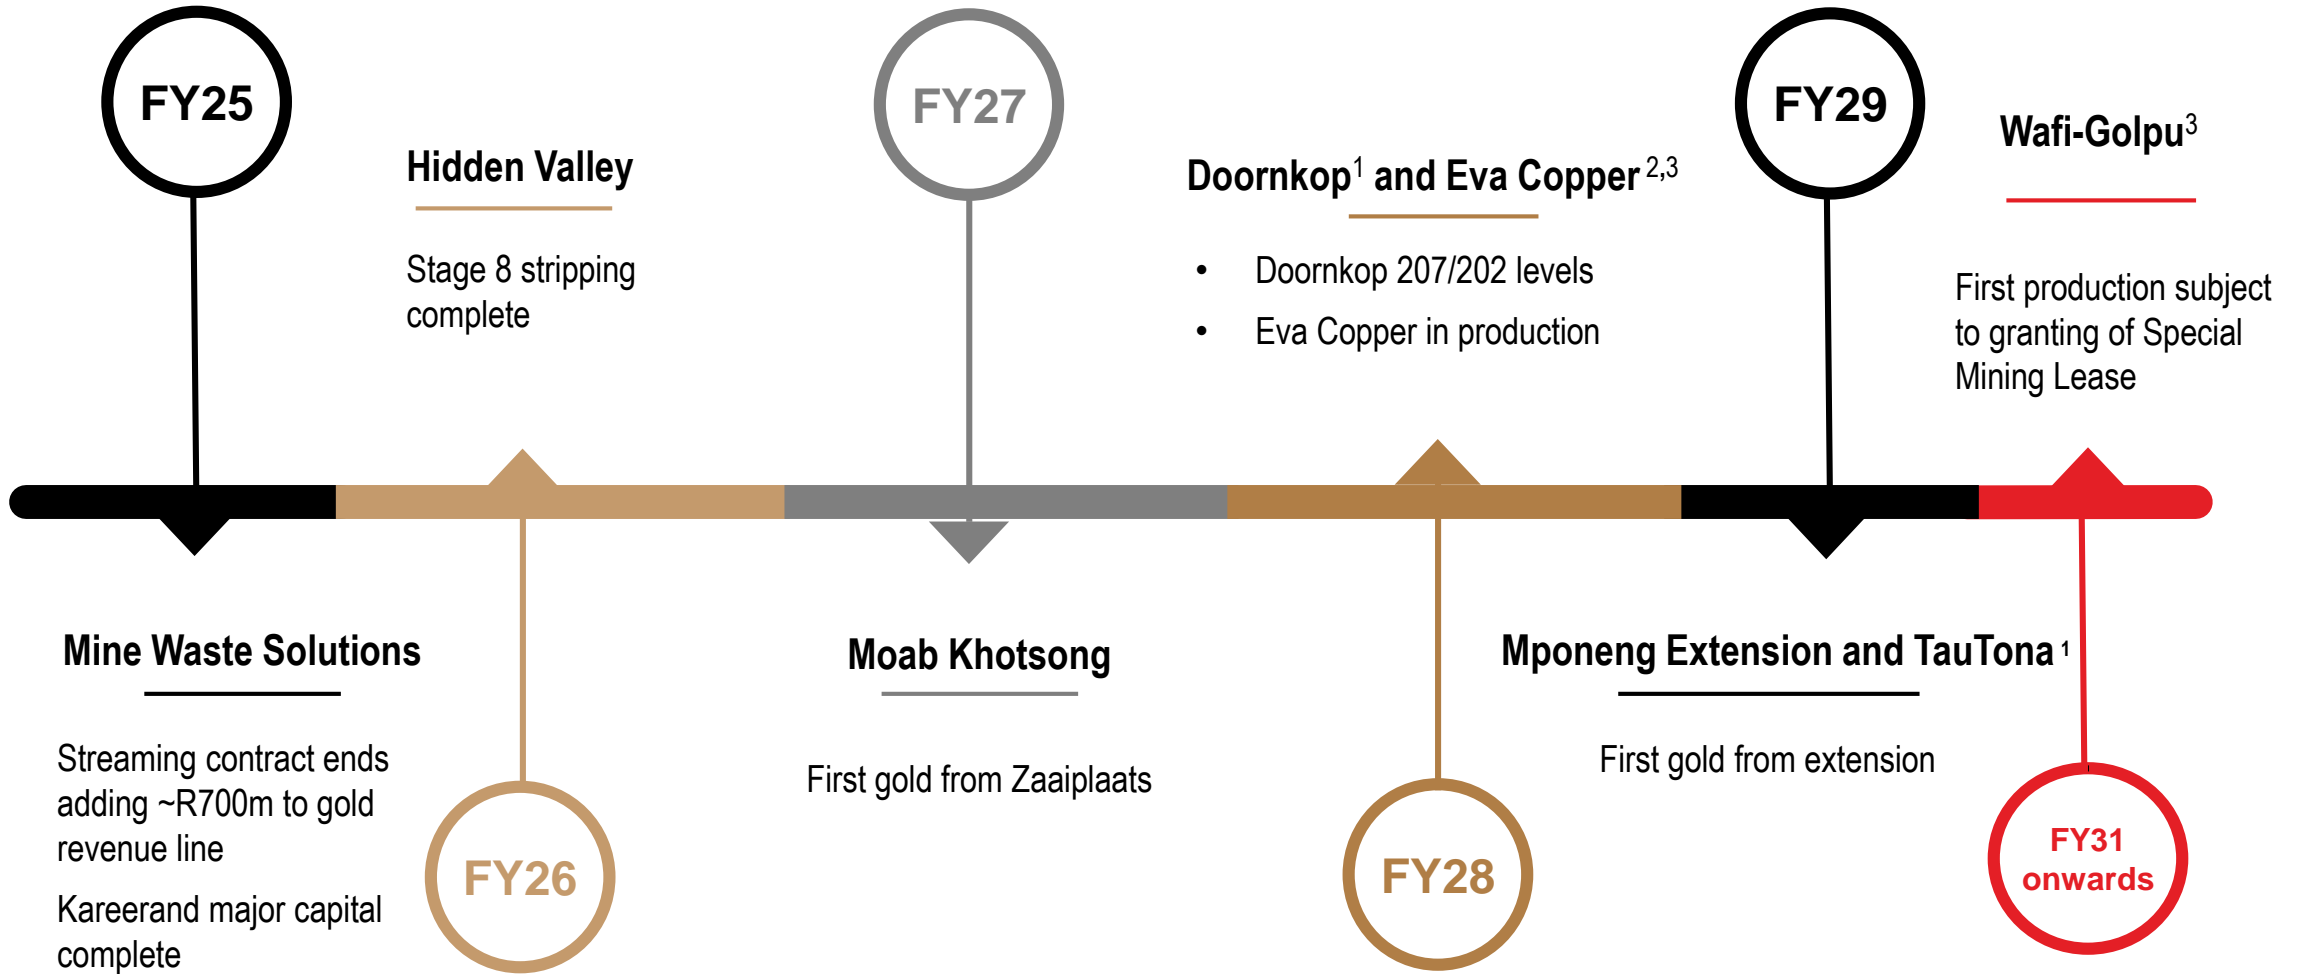 FY25
Mine Waste Solutions
Streaming contract ends
adding ~R700m to gold
revenue line
Kareerand major capital
complete
Hidden Valley
Stage 8 stripping
complete
FY26
FY27
Moab Khotsong
First gold from Zaaiplaats
Doornkop¹ and Eva Copper ²,³
• Doornkop 207/202 levels
• Eva Copper in production
FY28
FY29
Mponeng Extension and TauTona ¹
First gold from extension
Wafi-Golpu³
First production subject
to granting of Special
Mining Lease
FY31
onwards